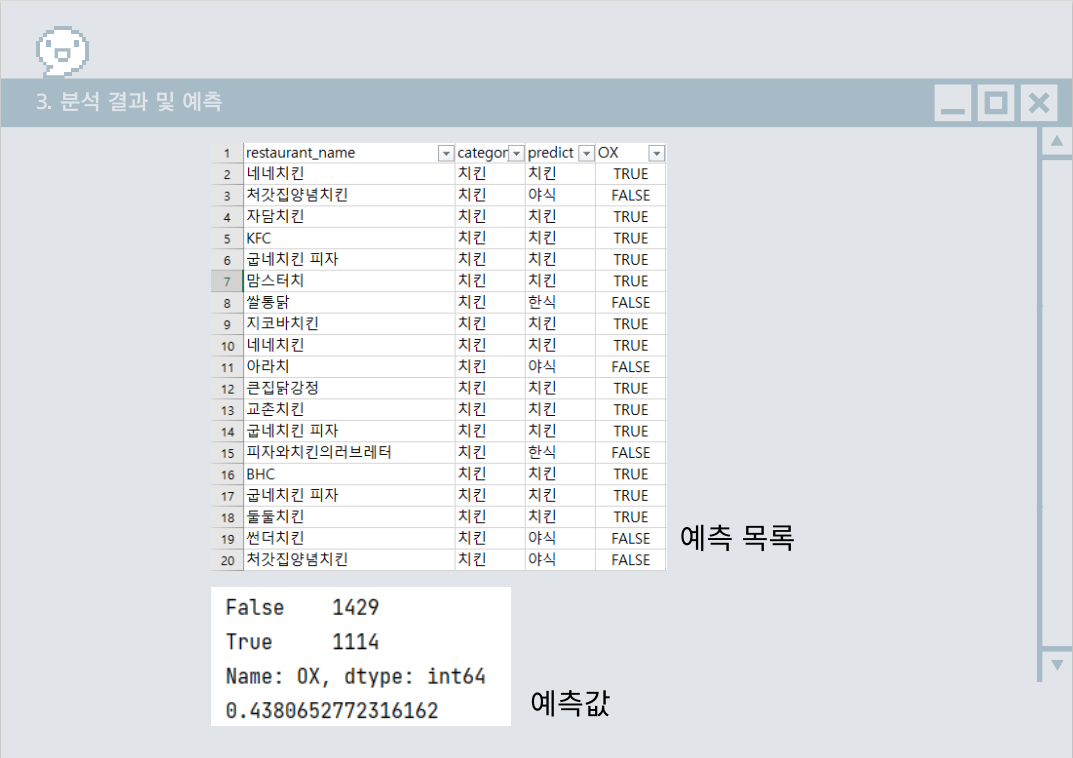 3. 분석 결과 및 예측
1 restaurant_name categor predict OX
2 네네치킨 치킨 치킨 TRUE
3 처갓집양념치킨 치킨 야식 FALSE
4 자담치킨 치킨 치킨 TRUE
5 KFC 치킨 치킨 TRUE
6 굽네치킨 피자 치킨 치킨 TRUE
7 맘스터치 치킨 치킨 TRUE
8 쌀통닭 치킨 한식 FALSE
9 지코바치킨 치킨 치킨 TRUE
10 네네치킨 치킨 치킨 TRUE
11 아라치 치킨 야식 FALSE
12 큰집닭강정 치킨 치킨 TRUE
13 교촌치킨 치킨 치킨 TRUE
14 굽네치킨 피자 치킨 치킨 TRUE
15 피자와치킨의러브레터 치킨 한식 FALSE
16 BHC 치킨 치킨 TRUE
17 굽네치킨 피자 치킨 치킨 TRUE
18 둘둘치킨 치킨 치킨 TRUE
19 썬더치킨 치킨 야식 FALSE
20 처갓집양념치킨 치킨 야식 FALSE
예측 목록
False 1429
True 1114
Name: OX, dtype: int64
0.4380652772316162
예측값